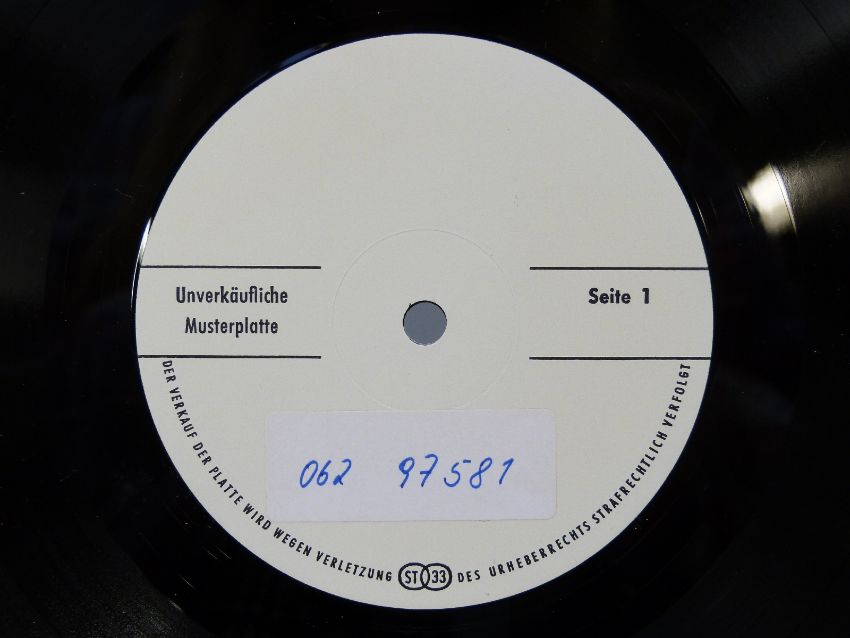 Unverkäufliche
Musterplatte
Seite 1
062 97581
DER VERKAUF DER PLATTE WIRD WEGEN VERLETZUNG ST 33 DES URHEBERRECHTS STRAFRECHTLICH VERFOLGT